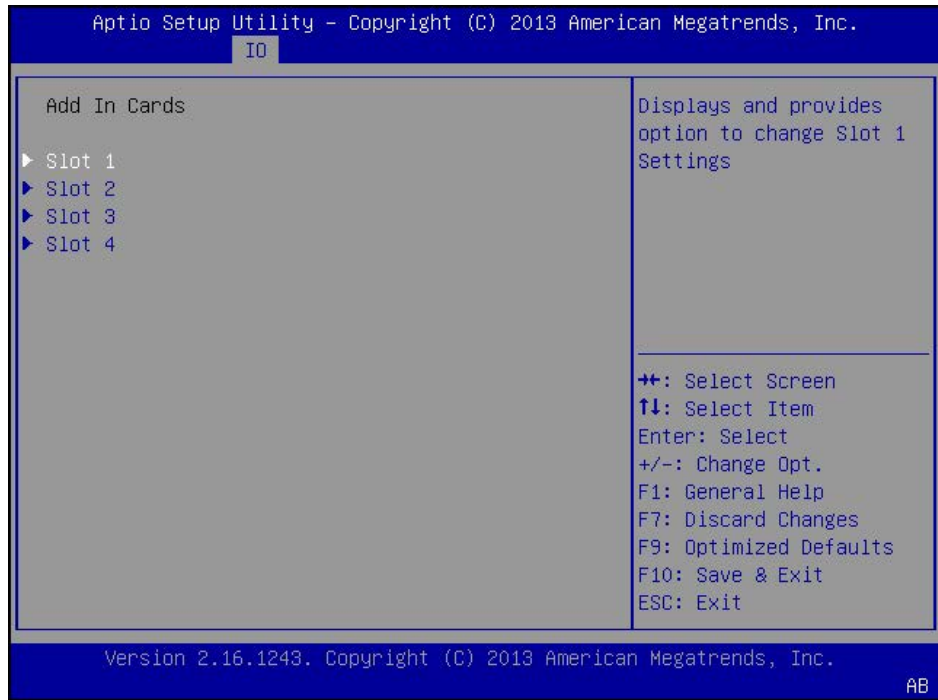 Aptio Setup Utility – Copyright (C) 2013 American Megatrends, Inc.
IO
Add In Cards
▶ Slot 1
▶ Slot 2
▶ Slot 3
▶ Slot 4
Displays and provides
option to change Slot 1
Settings
→←: Select Screen
↑↓: Select Item
Enter: Select
+/-: Change Opt.
F1: General Help
F7: Discard Changes
F9: Optimized Defaults
F10: Save & Exit
ESC: Exit
Version 2.16.1243. Copyright (C) 2013 American Megatrends, Inc.
AB